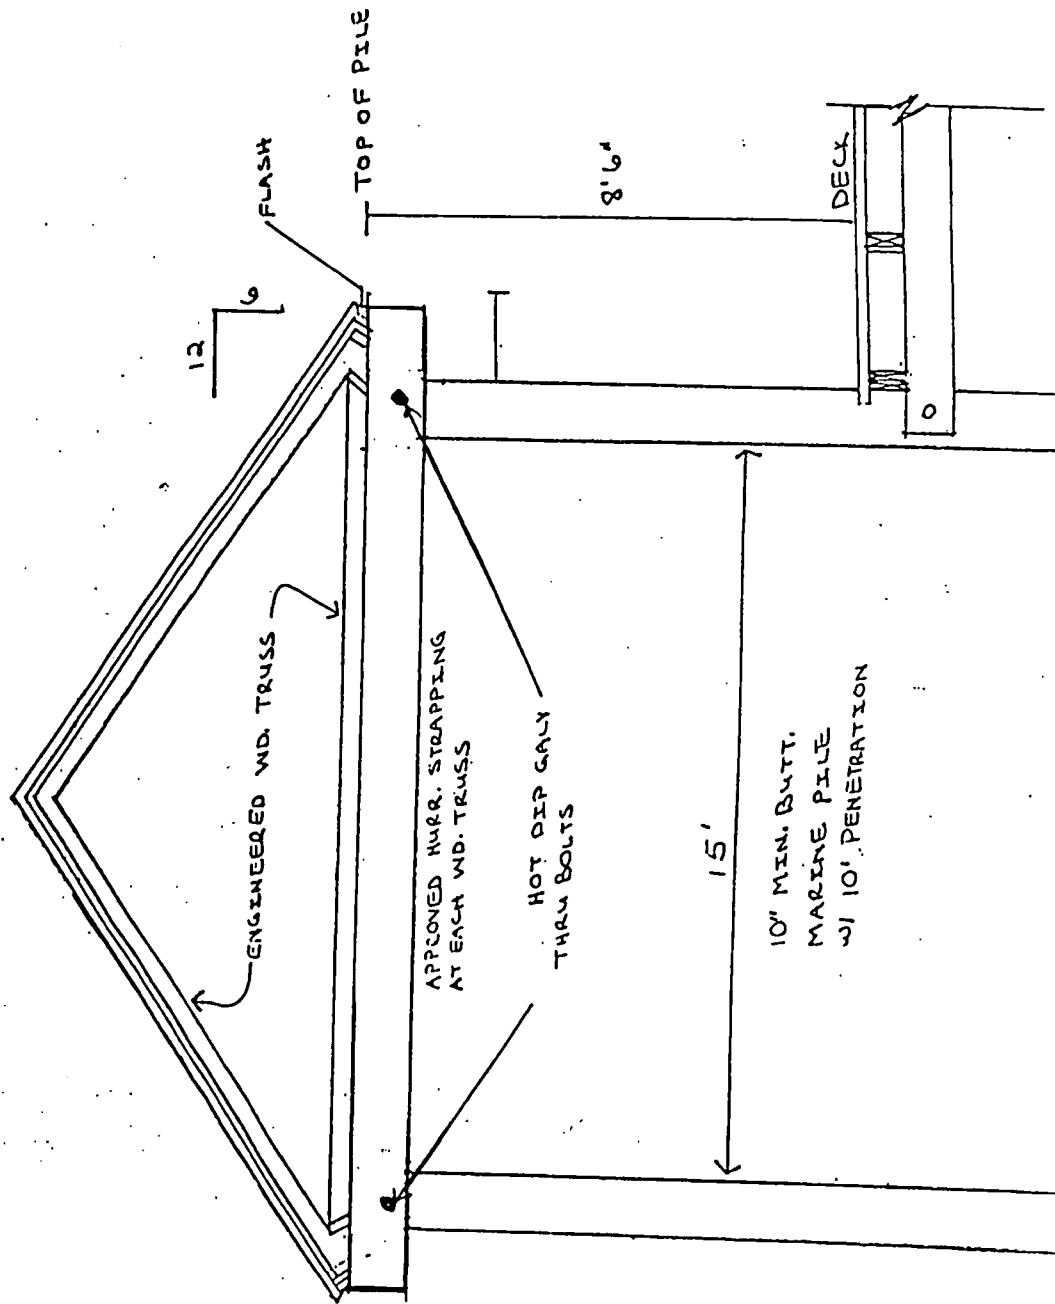 FLASH
TOP OF PILE
12
6
ENGINEERED WD. TRUSS
8'6"
DECK
APPCOVED HURR. STRAPPING
AT EACH WD. TRUSS
HOT DIP GALV
THRU BOLTS
15'
10" MIN. BUTT.
MARINE PILE
W/ 10' PENETRATION